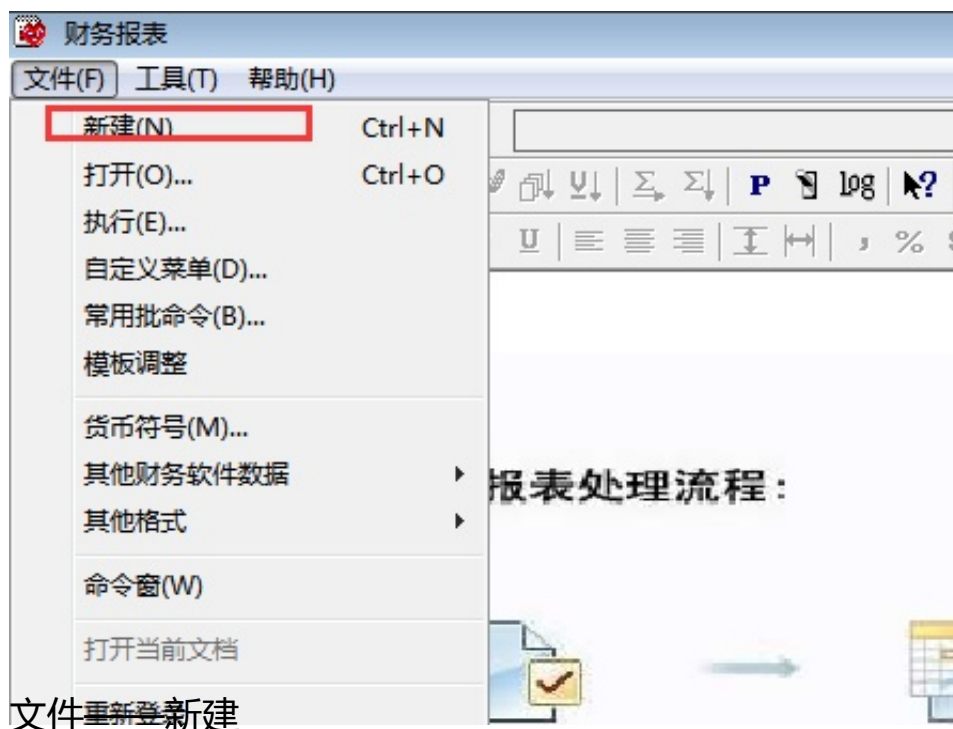 财务报表
文件(F) 工具(T) 帮助(H)
新建(N) Ctrl+N
打开(O)... Ctrl+O
执行(E)...
自定义菜单(D)...
常用批命令(B)...
模板调整
货币符号(M)...
其他财务软件数据
其他格式
命令窗(W)
打开当前文档
重新登
U Σ Σ P log ?
U , %
报表处理流程:
文件——新建